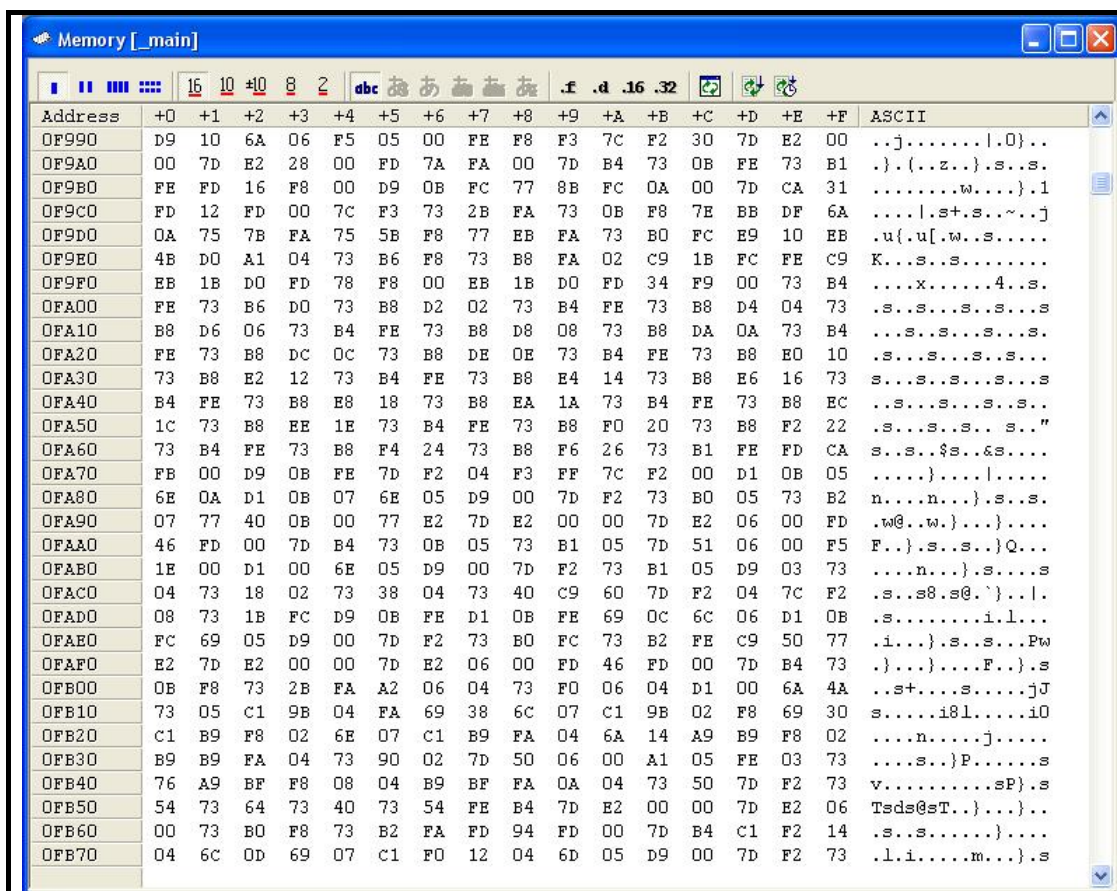 Memory [_main]
16 10 ±10 8 2 abc あ .f .d .16 .32
Address +0 +1 +2 +3 +4 +5 +6 +7 +8 +9 +A +B +C +D +E +F ASCII
0F990 D9 10 6A 06 F5 05 00 FE F8 F3 7C F2 30 7D E2 00 ..j.......|.0}..
0F9A0 00 7D E2 28 00 FD 7A FA 00 7D B4 73 0B FE 73 B1 .}.(..z..}.s..s.
0F9B0 FE FD 16 F8 00 D9 0B FC 77 8B FC 0A 00 7D CA 31 ........w....}.1
0F9C0 FD 12 FD 00 7C F3 73 2B FA 73 0B F8 7E BB DF 6A ....|.s+.s..~..j
0F9D0 0A 75 7B FA 75 5B F8 77 EB FA 73 B0 FC E9 10 EB .u{.u[.w..s.....
0F9E0 4B D0 A1 04 73 B6 F8 73 B8 FA 02 C9 1B FC FE C9 K...s..s........
0F9F0 EB 1B D0 FD 78 F8 00 EB 1B D0 FD 34 F9 00 73 B4 ....x......4..s.
0FA00 FE 73 B6 D0 73 B8 D2 02 73 B4 FE 73 B8 D4 04 73 .s..s...s..s...s
0FA10 B8 D6 06 73 B4 FE 73 B8 D8 08 73 B8 DA 0A 73 B4 ...s..s...s...s.
0FA20 FE 73 B8 DC 0C 73 B8 DE 0E 73 B4 FE 73 B8 E0 10 .s...s...s..s...
0FA30 73 B8 E2 12 73 B4 FE 73 B8 E4 14 73 B8 E6 16 73 s...s..s...s...s
0FA40 B4 FE 73 B8 E8 18 73 B8 EA 1A 73 B4 FE 73 B8 EC ..s...s...s..s..
0FA50 1C 73 B8 EE 1E 73 B4 FE 73 B8 F0 20 73 B8 F2 22 .s...s..s.. s.."
0FA60 73 B4 FE 73 B8 F4 24 73 B8 F6 26 73 B1 FE FD CA s..s..$s..&s....
0FA70 FB 00 D9 0B FE 7D F2 04 F3 FF 7C F2 00 D1 0B 05 .....}....|.....
0FA80 6E 0A D1 0B 07 6E 05 D9 00 7D F2 73 B0 05 73 B2 n....n...}.s..s.
0FA90 07 77 40 0B 00 77 E2 7D E2 00 00 7D E2 06 00 FD .w@..w.}...}....
0FAA0 46 FD 00 7D B4 73 0B 05 73 B1 05 7D 51 06 00 F5 F..}.s..s..}Q...
0FAB0 1E 00 D1 00 6E 05 D9 00 7D F2 73 B1 05 D9 03 73 ....n...}.s....s
0FAC0 04 73 18 02 73 38 04 73 40 C9 60 7D F2 04 7C F2 .s..s8.s@.`}..|.
0FAD0 08 73 1B FC D9 0B FE D1 0B FE 69 0C 6C 06 D1 0B .s........i.l...
0FAE0 FC 69 05 D9 00 7D F2 73 B0 FC 73 B2 FE C9 50 77 .i...}.s..s...Pw
0FAF0 E2 7D E2 00 00 7D E2 06 00 FD 46 FD 00 7D B4 73 .}...}....F..}.s
0FB00 0B F8 73 2B FA A2 06 04 73 F0 06 04 D1 00 6A 4A ..s+....s.....jJ
0FB10 73 05 C1 9B 04 FA 69 38 6C 07 C1 9B 02 F8 69 30 s.....i8l.....i0
0FB20 C1 B9 F8 02 6E 07 C1 B9 FA 04 6A 14 A9 B9 F8 02 ....n.....j.....
0FB30 B9 B9 FA 04 73 90 02 7D 50 06 00 A1 05 FE 03 73 ....s..}P......s
0FB40 76 A9 BF F8 08 04 B9 BF FA 0A 04 73 50 7D F2 73 v..........sP}.s
0FB50 54 73 64 73 40 73 54 FE B4 7D E2 00 00 7D E2 06 Tsds@sT..}...}..
0FB60 00 73 B0 F8 73 B2 FA FD 94 FD 00 7D B4 C1 F2 14 .s..s......}....
0FB70 04 6C 0D 69 07 C1 F0 12 04 6D 05 D9 00 7D F2 73 .l.i.....m...}.s